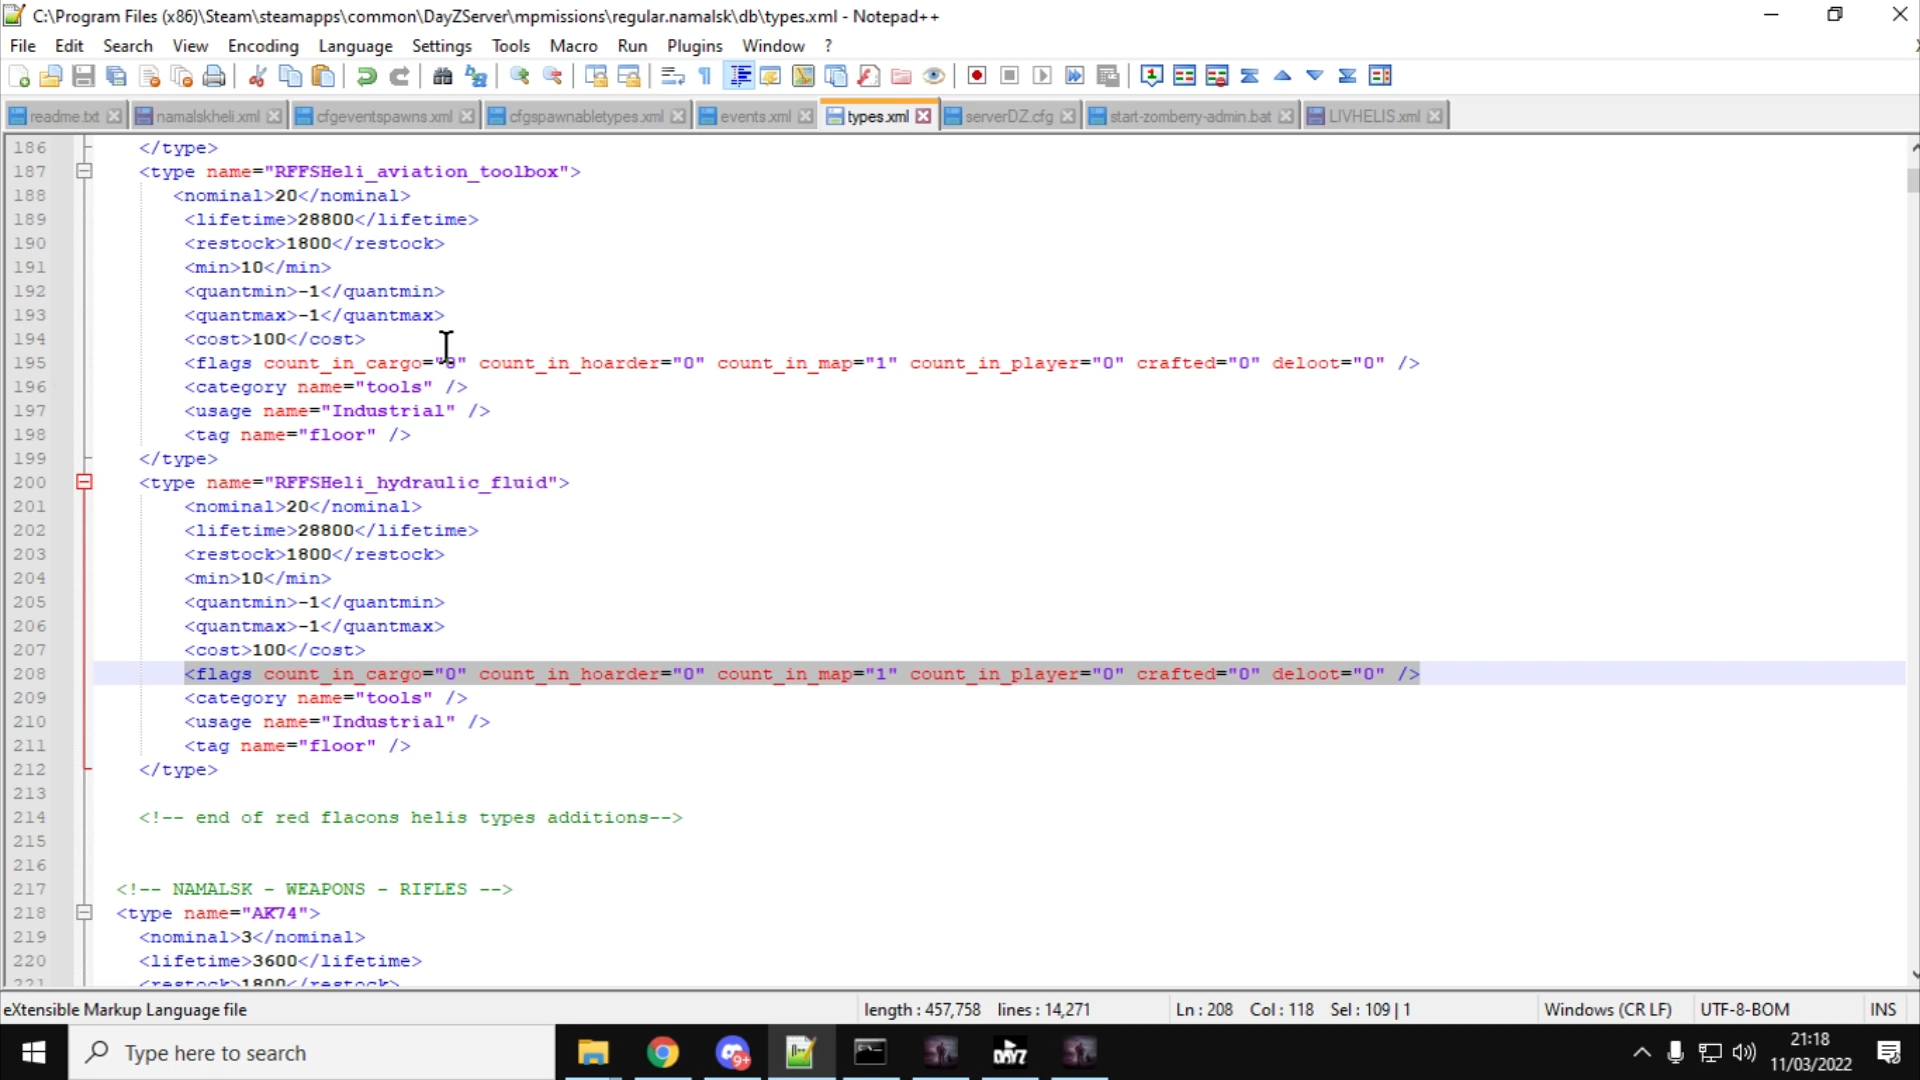 C:\Program Files (x86)\Steam\steamapps\common\DayZServer\mpmissions\regular.namalsk\db\types.xml - Notepad++
File Edit Search View Encoding Language Settings Tools Macro Run Plugins Window ?
readme.txt namalskheli.xml cfgeventspawns.xml cfgspawnabletypes.xml events.xml types.xml serverDZ.cfg start-zomberry-admin.bat LIVHELIS.xml
186 </type>
187 <type name="RFFSHeli_aviation_toolbox">
188 <nominal>20</nominal>
189 <lifetime>28800</lifetime>
190 <restock>1800</restock>
191 <min>10</min>
192 <quantmin>-1</quantmin>
193 <quantmax>-1</quantmax>
194 <cost>100</cost>
195 <flags count_in_cargo="0" count_in_hoarder="0" count_in_map="1" count_in_player="0" crafted="0" deloot="0" />
196 <category name="tools" />
197 <usage name="Industrial" />
198 <tag name="floor" />
199 </type>
200 <type name="RFFSHeli_hydraulic_fluid">
201 <nominal>20</nominal>
202 <lifetime>28800</lifetime>
203 <restock>1800</restock>
204 <min>10</min>
205 <quantmin>-1</quantmin>
206 <quantmax>-1</quantmax>
207 <cost>100</cost>
208 <flags count_in_cargo="0" count_in_hoarder="0" count_in_map="1" count_in_player="0" crafted="0" deloot="0" />
209 <category name="tools" />
210 <usage name="Industrial" />
211 <tag name="floor" />
212 </type>
213
214 <!-- end of red flacons helis types additions-->
215
216
217 <!-- NAMALSK - WEAPONS - RIFLES -->
218 <type name="AK74">
219 <nominal>3</nominal>
220 <lifetime>3600</lifetime>
221 <restock>1800</restock>
eXtensible Markup Language file length : 457,758 lines : 14,271 Ln : 208 Col : 118 Sel : 109 | 1 Windows (CR LF) UTF-8-BOM INS
Type here to search
9+
DAYZ
21:18
11/03/2022